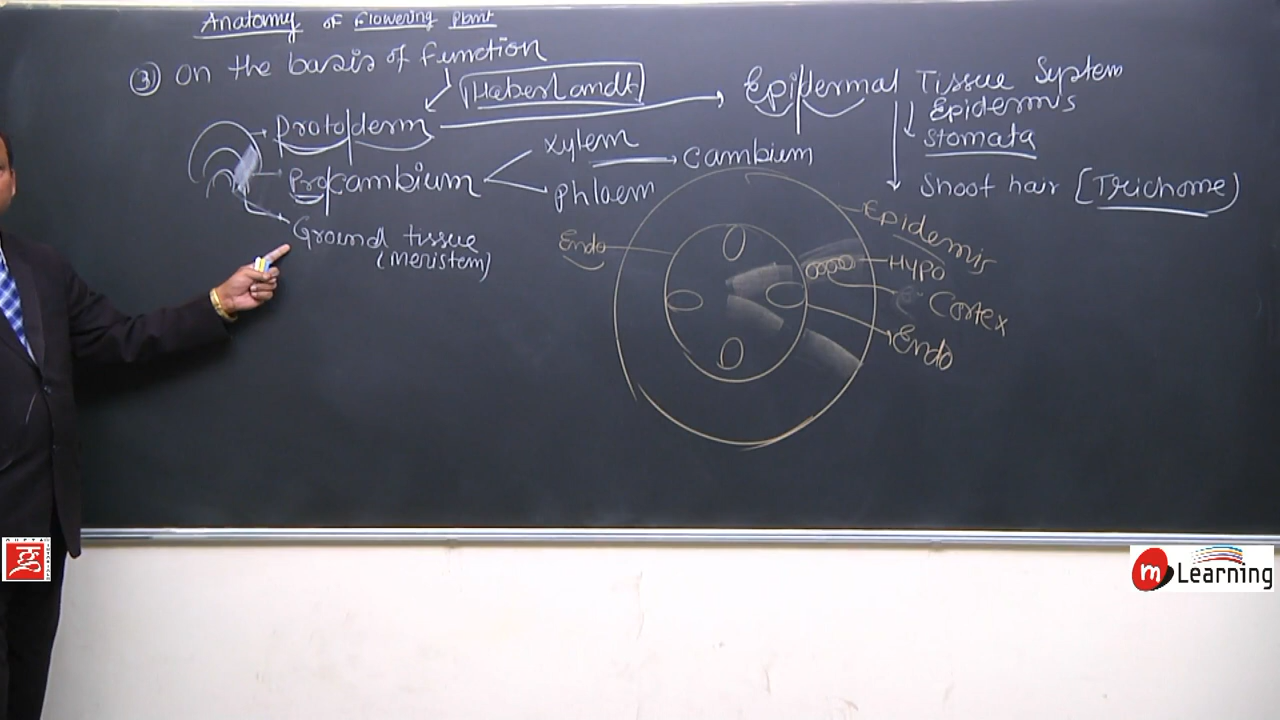 Anatomy of Flowering Plant
③ On the basis of function
Haberlandt
Protoderm
Epidermal Tissue System
Epidermis
Stomata
Shoot hair [Trichome)
Procambium
Xylem
Cambium
Phloem
Ground tissue
(Meristem)
Endo
Epidemis
HYPO
Cortex
Endo
m Learning